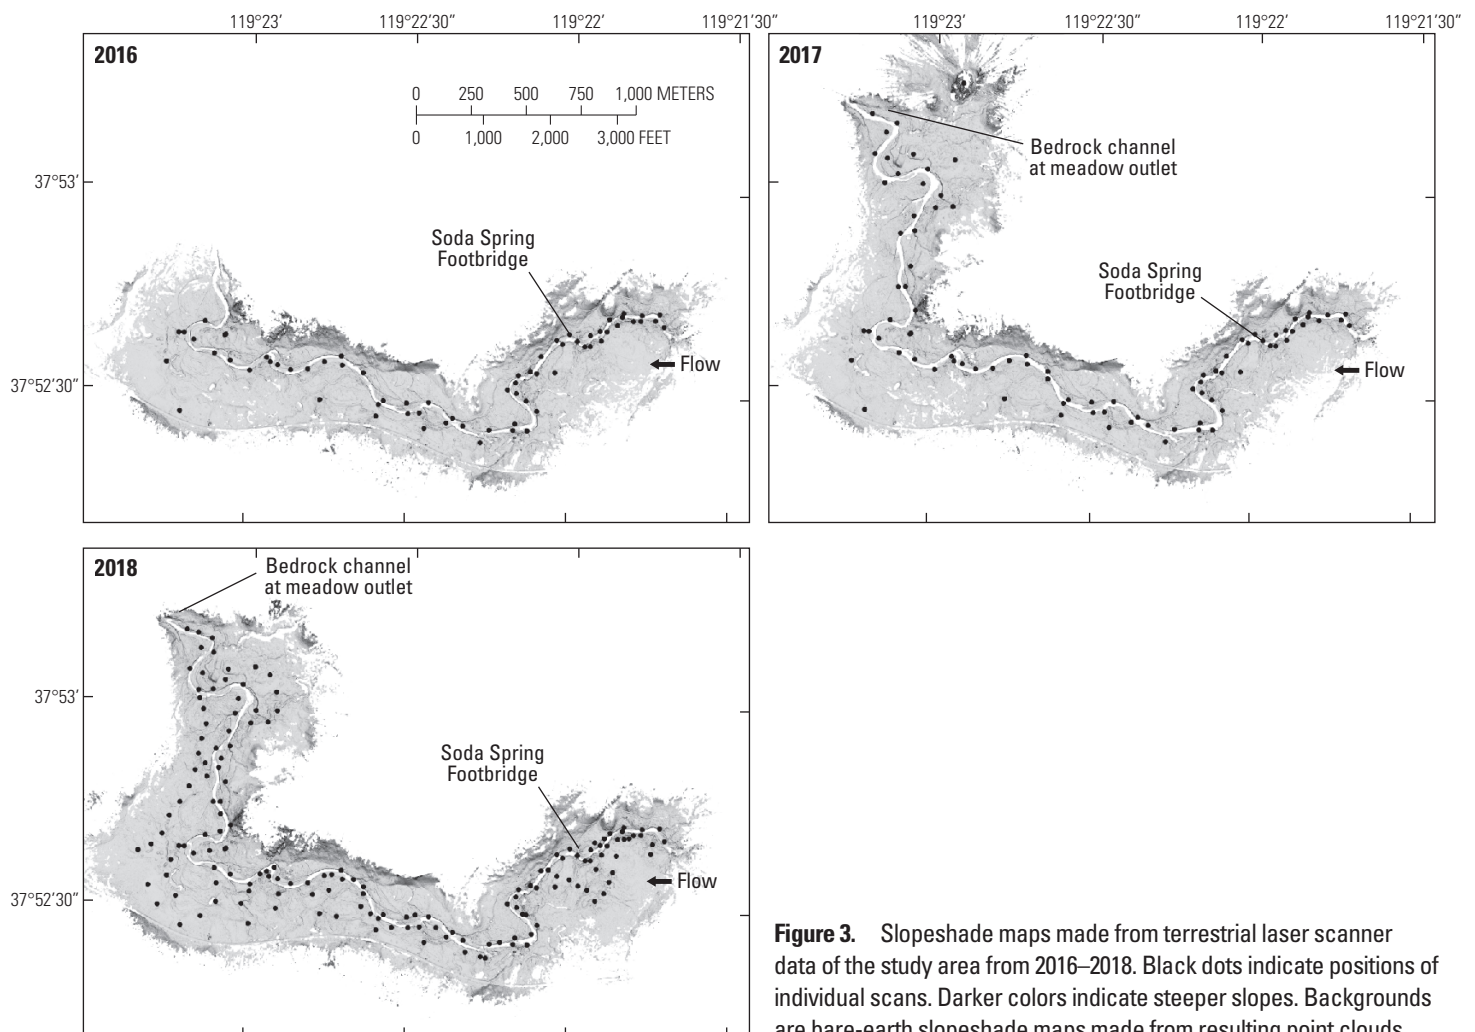 119°23′ 119°22′30″ 119°22′ 119°21′30″ 119°23′ 119°22′30″ 119°22′ 119°21′30″
2016
0 250 500 750 1,000 METERS
0 1,000 2,000 3,000 FEET
37°53′
Soda Spring
Footbridge
Flow
37°52′30″
2017
Bedrock channel
at meadow outlet
Soda Spring
Footbridge
Flow
2018
Bedrock channel
at meadow outlet
37°53′
Soda Spring
Footbridge
Flow
37°52′30″
Figure 3. Slopeshade maps made from terrestrial laser scanner
data of the study area from 2016–2018. Black dots indicate positions of
individual scans. Darker colors indicate steeper slopes. Backgrounds
are bare-earth slopeshade maps made from resulting point clouds